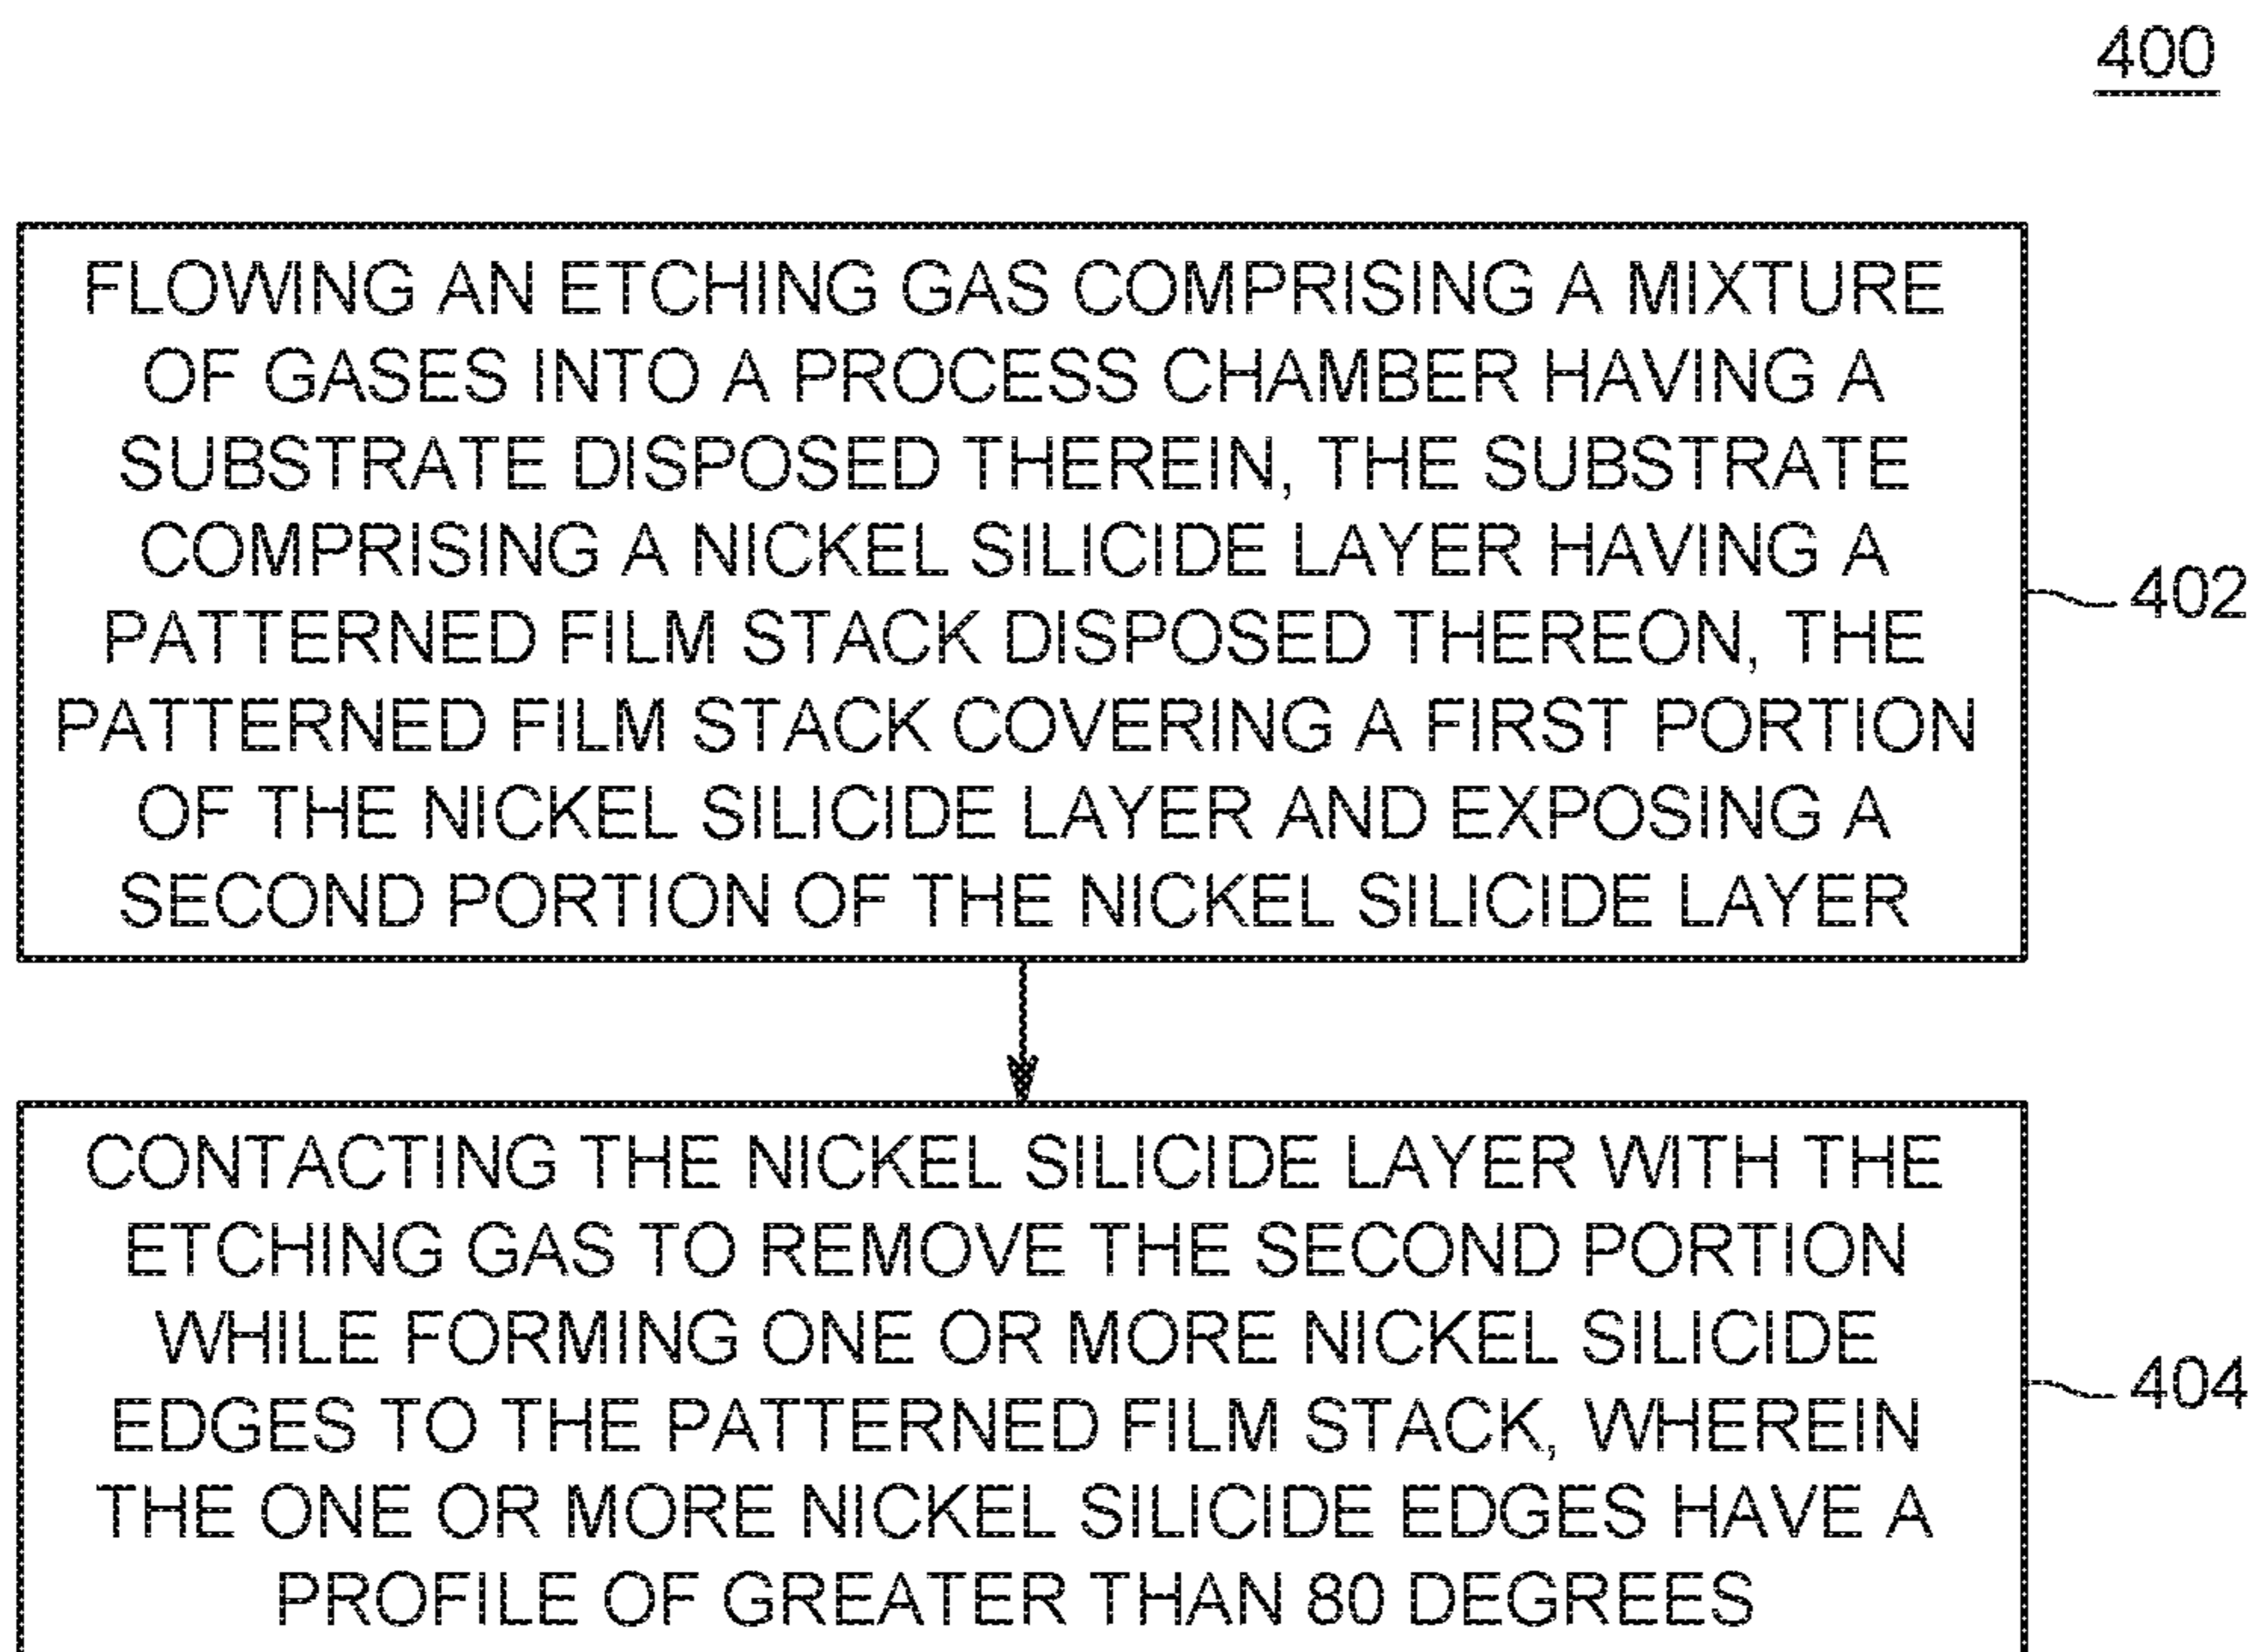 400
FLOWING AN ETCHING GAS COMPRISING A MIXTURE
OF GASES INTO A PROCESS CHAMBER HAVING A
SUBSTRATE DISPOSED THEREIN, THE SUBSTRATE
COMPRISING A NICKEL SILICIDE LAYER HAVING A
PATTERNED FILM STACK DISPOSED THEREON, THE
PATTERNED FILM STACK COVERING A FIRST PORTION
OF THE NICKEL SILICIDE LAYER AND EXPOSING A
SECOND PORTION OF THE NICKEL SILICIDE LAYER
402
CONTACTING THE NICKEL SILICIDE LAYER WITH THE
ETCHING GAS TO REMOVE THE SECOND PORTION
WHILE FORMING ONE OR MORE NICKEL SILICIDE
EDGES TO THE PATTERNED FILM STACK, WHEREIN
THE ONE OR MORE NICKEL SILICIDE EDGES HAVE A
PROFILE OF GREATER THAN 80 DEGREES
404